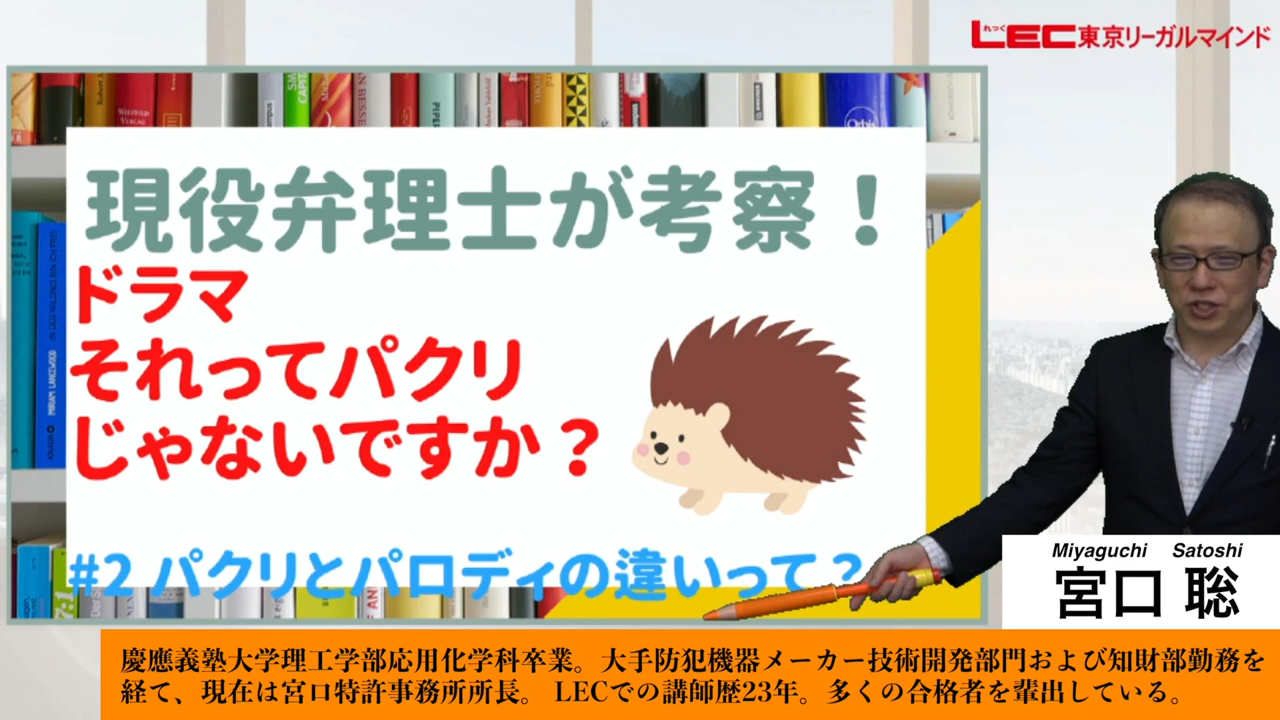 れっく
LEC東京リーガルマインド
現役弁理士が考察！
ドラマ
それってパクリ
じゃないですか？
#2 パクリとパロディの違いって？
Miyaguchi Satoshi
宮口 聡
慶應義塾大学理工学部応用化学科卒業。大手防犯機器メーカー技術開発部門および知財部勤務を
経て、現在は宮口特許事務所所長。 LECでの講師歴23年。多くの合格者を輩出している。
Orbis
MIRIAM LANCEWOOD